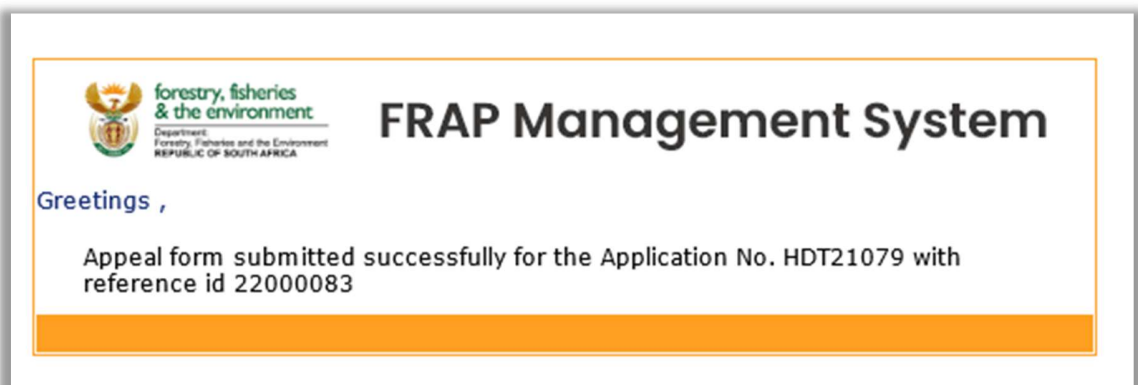 forestry, fisheries
& the environment
Department:
Forestry, Fisheries and the Environment
REPUBLIC OF SOUTH AFRICA
FRAP Management System
Greetings ,
Appeal form submitted successfully for the Application No. HDT21079 with
reference id 22000083